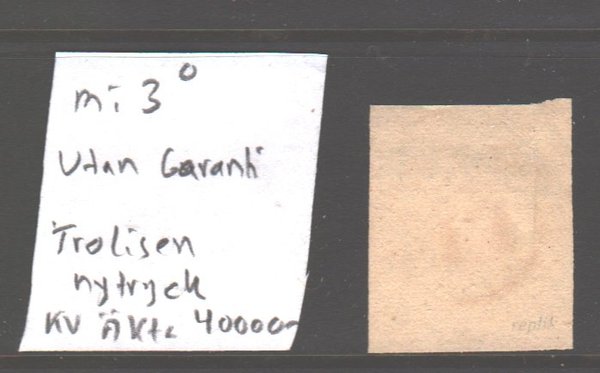 mi 3°
Utan Garanti
Trolisen
nytryck
KV Äkta 40000-
replik